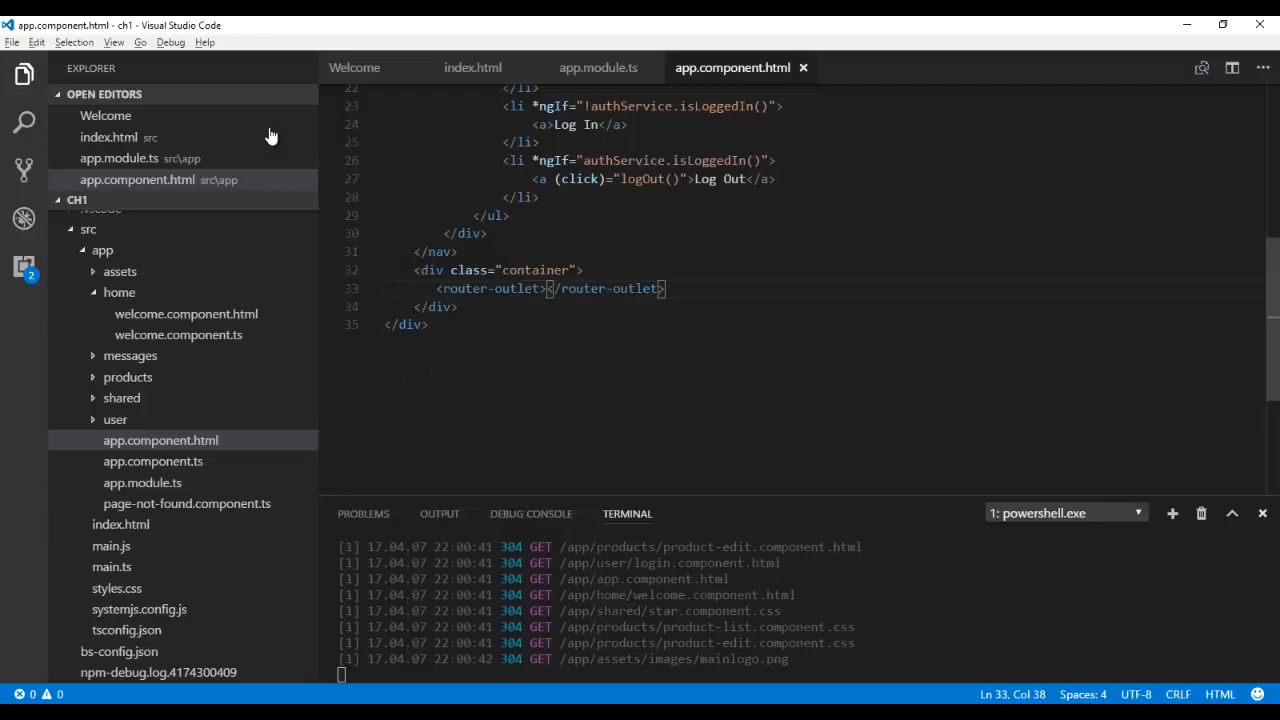 app.component.html - ch1 - Visual Studio Code
File Edit Selection View Go Debug Help
EXPLORER
OPEN EDITORS
Welcome
index.html src
app.module.ts src\app
app.component.html src\app
CH1
.vscode
src
app
assets
home
welcome.component.html
welcome.component.ts
messages
products
shared
user
app.component.html
app.component.ts
app.module.ts
page-not-found.component.ts
index.html
main.js
main.ts
styles.css
systemjs.config.js
tsconfig.json
bs-config.json
npm-debug.log.4174300409
2
Welcome index.html app.module.ts app.component.html
22 </li>
23 <li *ngIf="!authService.isLoggedIn()">
24 <a>Log In</a>
25 </li>
26 <li *ngIf="authService.isLoggedIn()">
27 <a (click)="logOut()">Log Out</a>
28 </li>
29 </ul>
30 </div>
31 </nav>
32 <div class="container">
33 <router-outlet></router-outlet>
34 </div>
35 </div>
PROBLEMS OUTPUT DEBUG CONSOLE TERMINAL 1: powershell.exe
[1] 17.04.07 22:00:41 304 GET /app/products/product-edit.component.html
[1] 17.04.07 22:00:41 304 GET /app/user/login.component.html
[1] 17.04.07 22:00:41 304 GET /app/app.component.html
[1] 17.04.07 22:00:41 304 GET /app/home/welcome.component.html
[1] 17.04.07 22:00:41 304 GET /app/shared/star.component.css
[1] 17.04.07 22:00:41 304 GET /app/products/product-list.component.css
[1] 17.04.07 22:00:41 304 GET /app/products/product-edit.component.css
[1] 17.04.07 22:00:42 304 GET /app/assets/images/mainlogo.png
0 0 Ln 33, Col 38 Spaces: 4 UTF-8 CRLF HTML